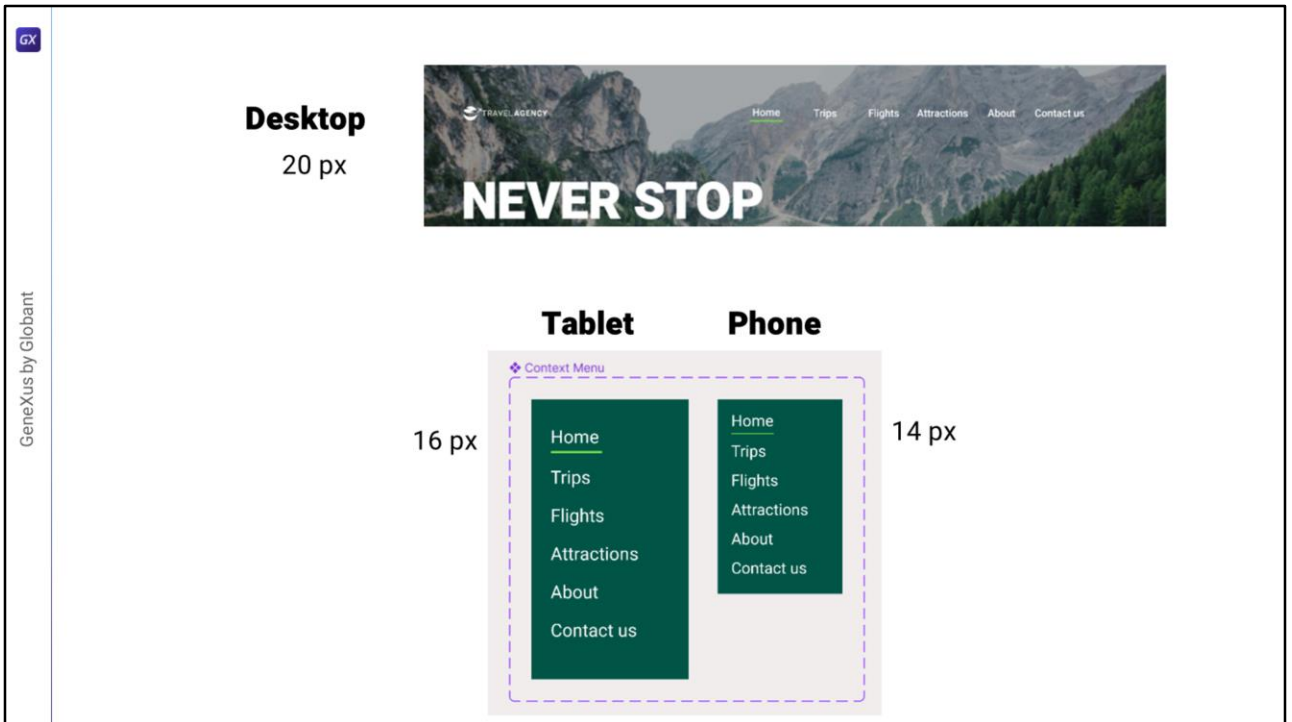 GX
GeneXus by Globant
Desktop
20 px
TRAVEL AGENCY
Home Trips Flights Attractions About Contact us
NEVER STOP
Tablet Phone
Context Menu
16 px
Home
Trips
Flights
Attractions
About
Contact us
Home
Trips
Flights
Attractions
About
Contact us
14 px